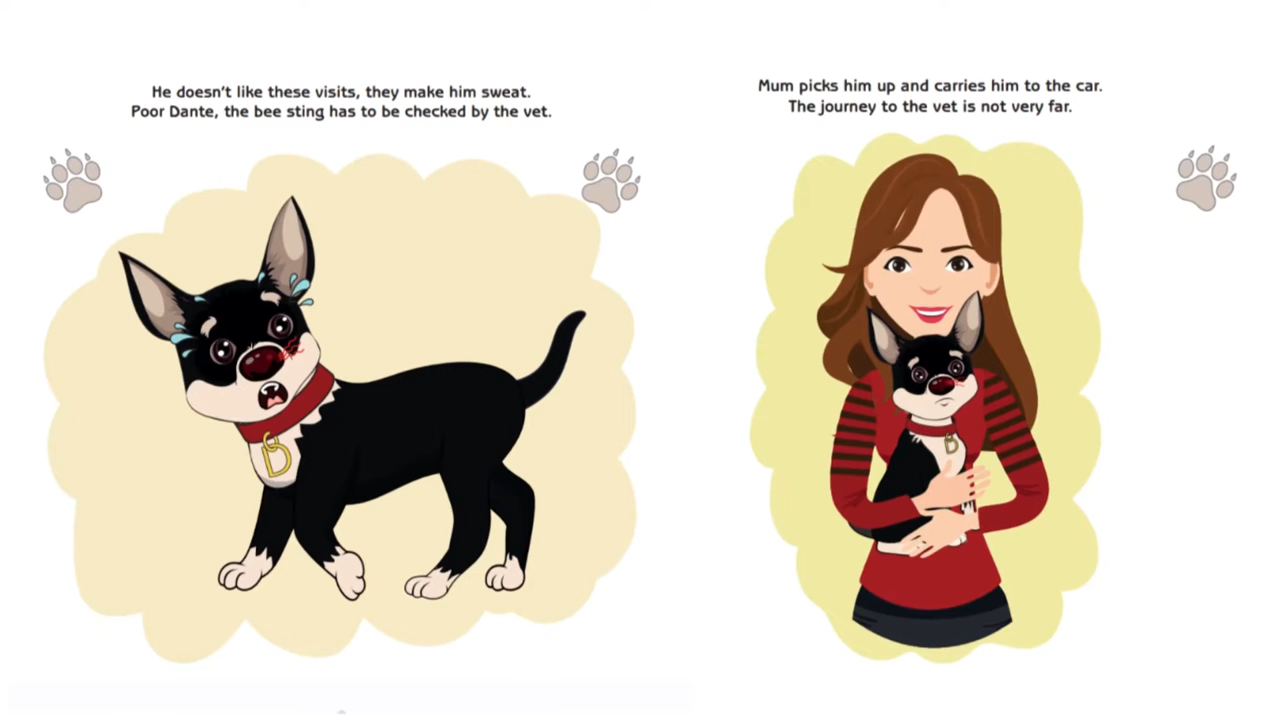 He doesn't like these visits, they make him sweat.
Poor Dante, the bee sting has to be checked by the vet.
Mum picks him up and carries him to the car.
The journey to the vet is not very far.
D
D